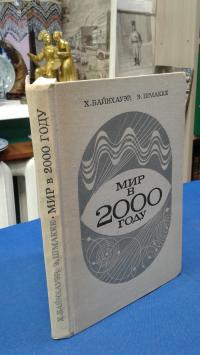 Х. БАЙНХАУЭР, Э. ШМАККЕ
МИР
В
2000
ГОДУ
Х. БАЙНХАУЭР, Э. ШМАККЕ • МИР В 2000 ГОДУ